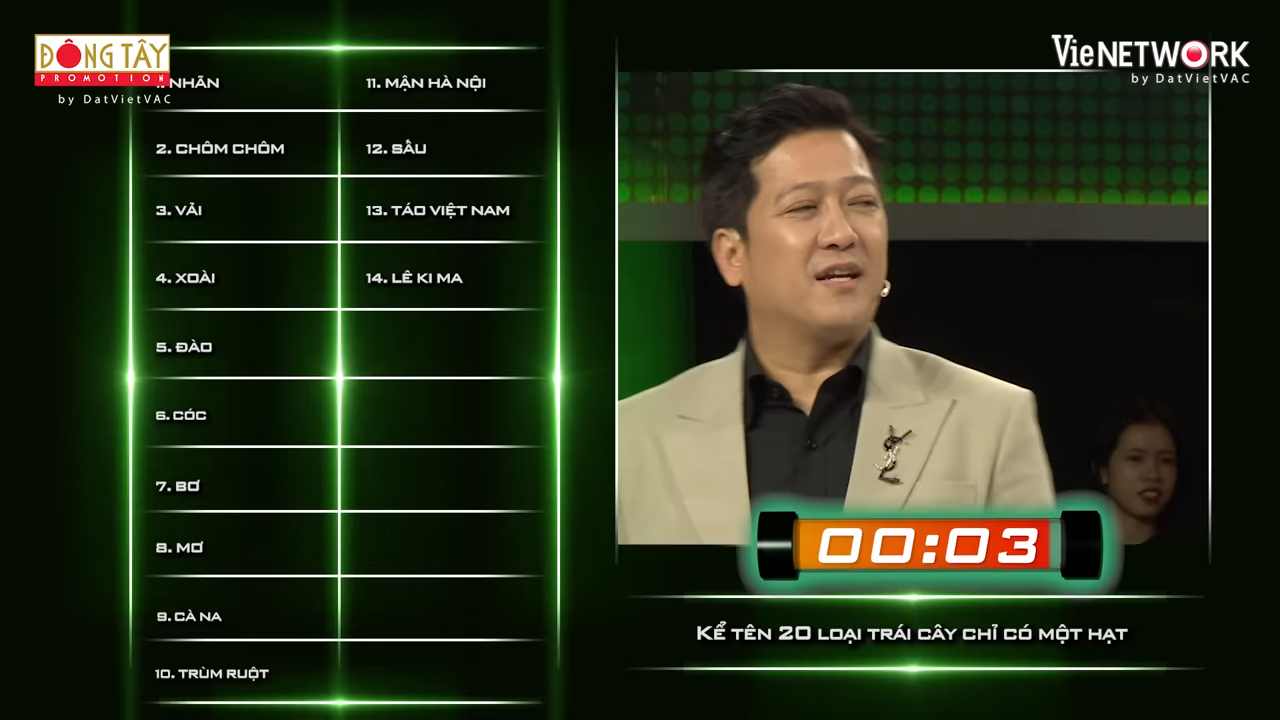 ĐÔNG TÂY
PROMOTION
by DatVietVAC
VieNETWORK
by DatVietVAC
1. NHÃN
2. CHÔM CHÔM
3. VẢI
4. XOÀI
5. ĐÀO
6. CÓC
7. BƠ
8. MƠ
9. CÀ NA
10. TRÙM RUỘT
11. MẬN HÀ NỘI
12. SẤU
13. TÁO VIỆT NAM
14. LÊ KI MA
00:03
KỂ TÊN 20 LOẠI TRÁI CÂY CHỈ CÓ MỘT HẠT